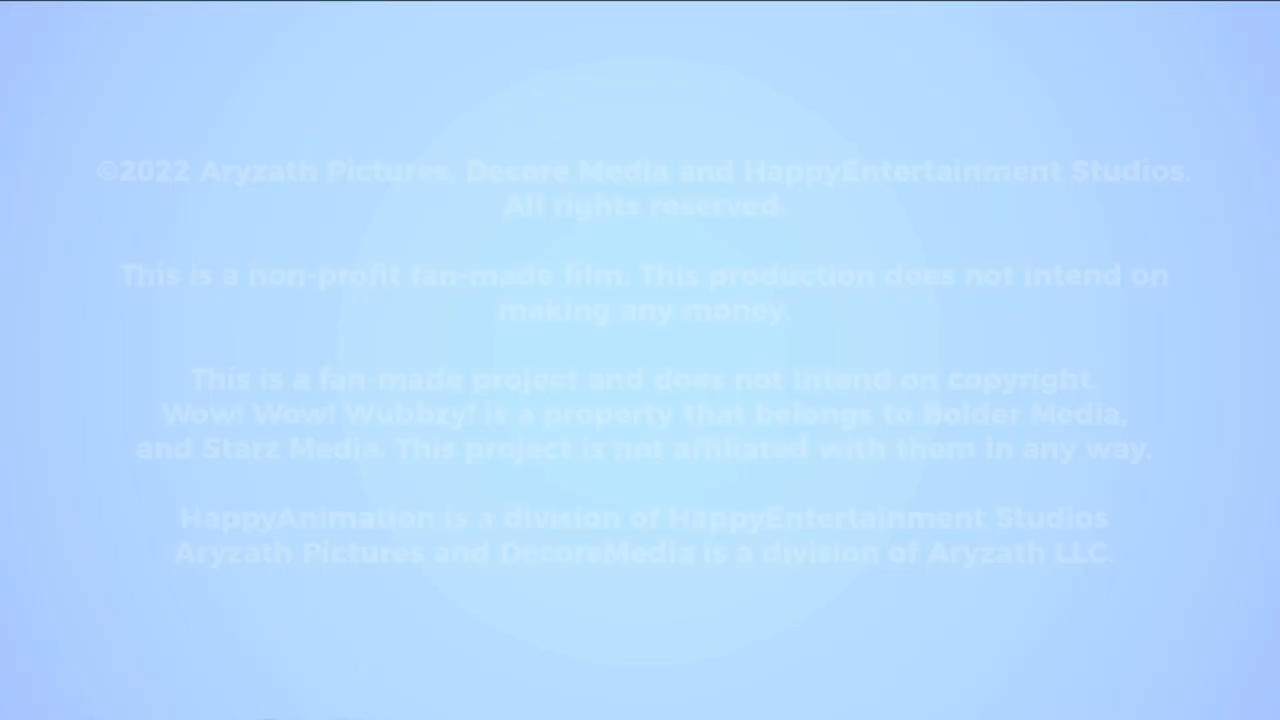 ©2022 Aryzath Pictures, Decore Media and HappyEntertainment Studios.
All rights reserved.
This is a non-profit fan-made film. This production does not intend on
making any money.
This is a fan-made project and does not intend on copyright.
Wow! Wow! Wubbzy! is a property that belongs to Bolder Media,
and Starz Media. This project is not affiliated with them in any way.
HappyAnimation is a division of HappyEntertainment Studios
Aryzath Pictures and DecoreMedia is a division of Aryzath LLC.